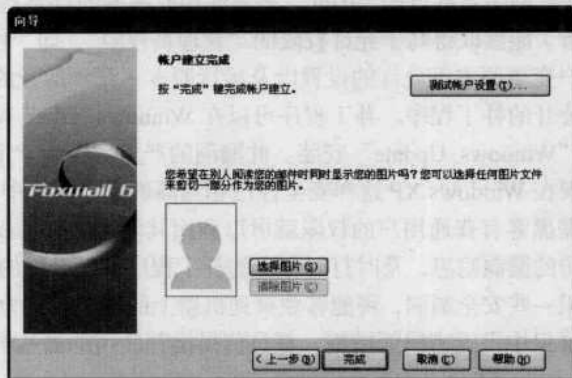 向导
帐户建立完成
按“完成”键完成帐户建立。
测试帐户设置(T)...
您希望在别人阅读您的邮件时同时显示您的图片吗？您可以选择任何图片文件
来剪切一部分作为您的图片。
Foxmail 6
选择图片(S)
清除图片(C)
<上一步(B)
完成
取消(C)
帮助(H)